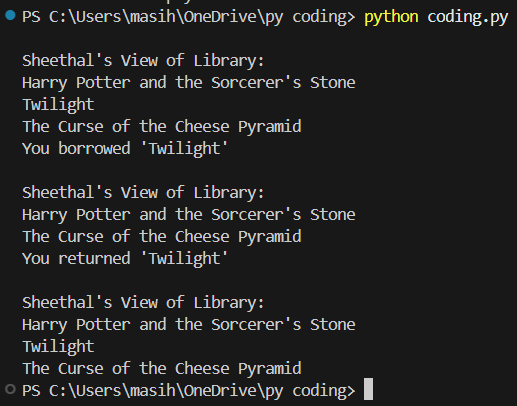 PS C:\Users\masih\OneDrive\py coding> python coding.py
Sheethal's View of Library:
Harry Potter and the Sorcerer's Stone
Twilight
The Curse of the Cheese Pyramid
You borrowed 'Twilight'
Sheethal's View of Library:
Harry Potter and the Sorcerer's Stone
The Curse of the Cheese Pyramid
You returned 'Twilight'
Sheethal's View of Library:
Harry Potter and the Sorcerer's Stone
Twilight
The Curse of the Cheese Pyramid
PS C:\Users\masih\OneDrive\py coding>